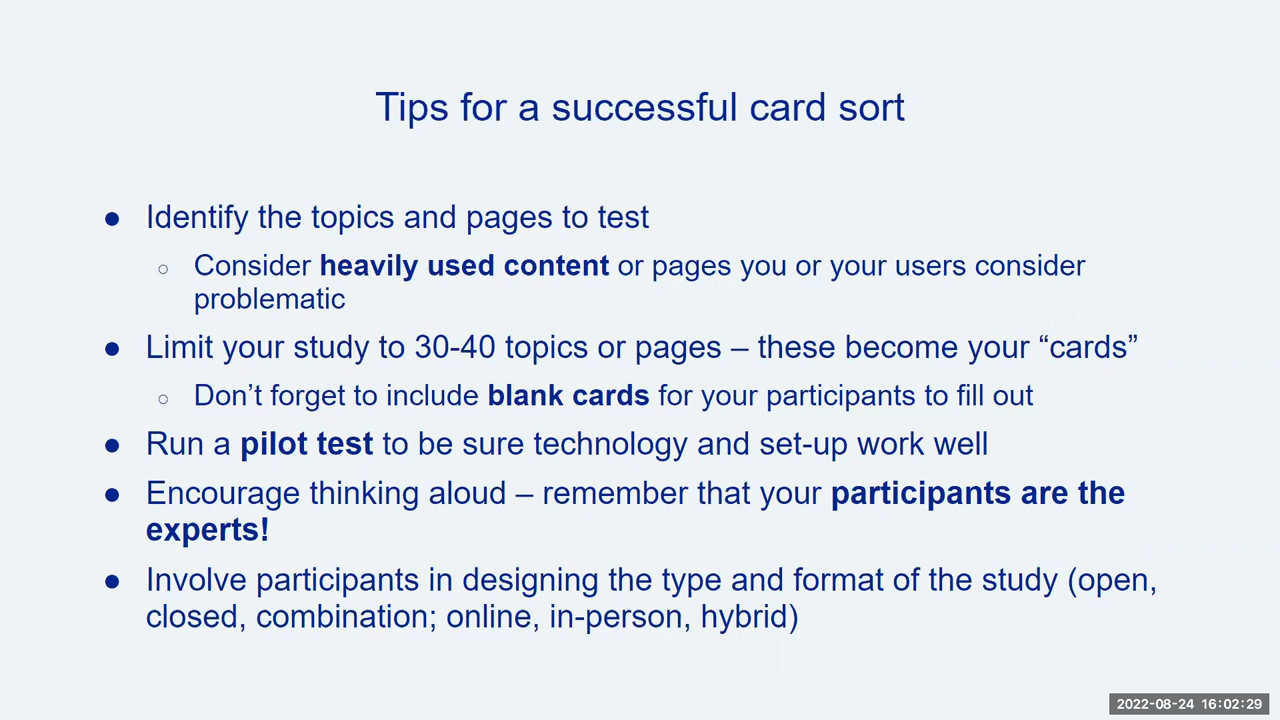 Tips for a successful card sort
● Identify the topics and pages to test
○ Consider heavily used content or pages you or your users consider
problematic
● Limit your study to 30-40 topics or pages – these become your “cards”
○ Don’t forget to include blank cards for your participants to fill out
● Run a pilot test to be sure technology and set-up work well
● Encourage thinking aloud – remember that your participants are the
experts!
● Involve participants in designing the type and format of the study (open,
closed, combination; online, in-person, hybrid)
2022-08-24 16:02:29